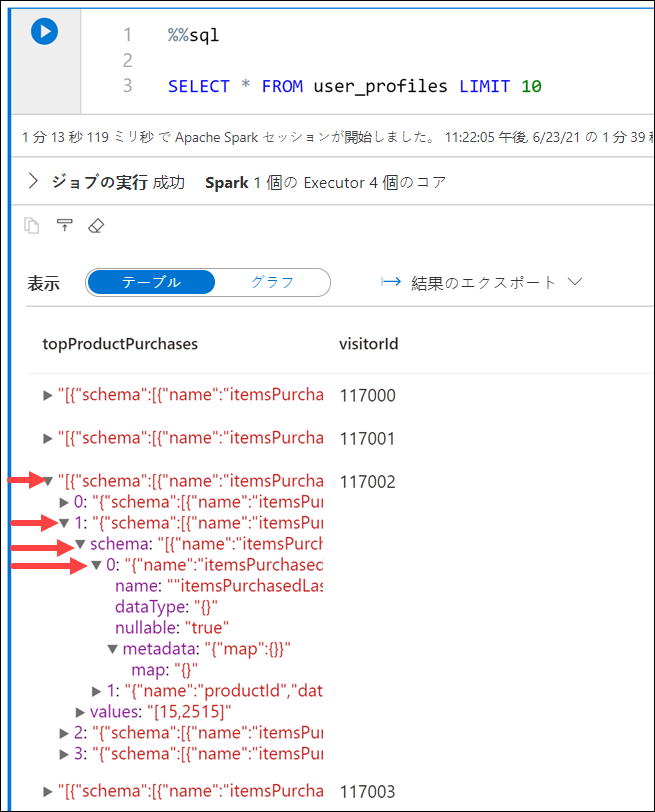 1 %%sql
2
3 SELECT * FROM user_profiles LIMIT 10
1 分 13 秒 119 ミリ秒 で Apache Spark セッションが開始しました。 11:22:05 午後, 6/23/21 の 1 分 39 秒
ジョブの実行 成功 Spark 1 個の Executor 4 個のコア
表示 テーブル グラフ 結果のエクスポート
topProductPurchases visitorId
"[{"schema":[{"name":"itemsPurcha 117000
"[{"schema":[{"name":"itemsPurcha 117001
"[{"schema":[{"name":"itemsPurcha 117002
0: "{"schema":[{"name":"itemsPur
1: "{"schema":[{"name":"itemsPur
schema: "[{"name":"itemsPurch
0: "{"name":"itemsPurchased
name: ""itemsPurchasedLas
dataType: "{}"
nullable: "true"
metadata: "{"map":{}}"
map: "{}"
1: "{"name":"productId","dat
values: "[15,2515]"
2: "{"schema":[{"name":"itemsPur
3: "{"schema":[{"name":"itemsPur
"[{"schema":[{"name":"itemsPurcha 117003